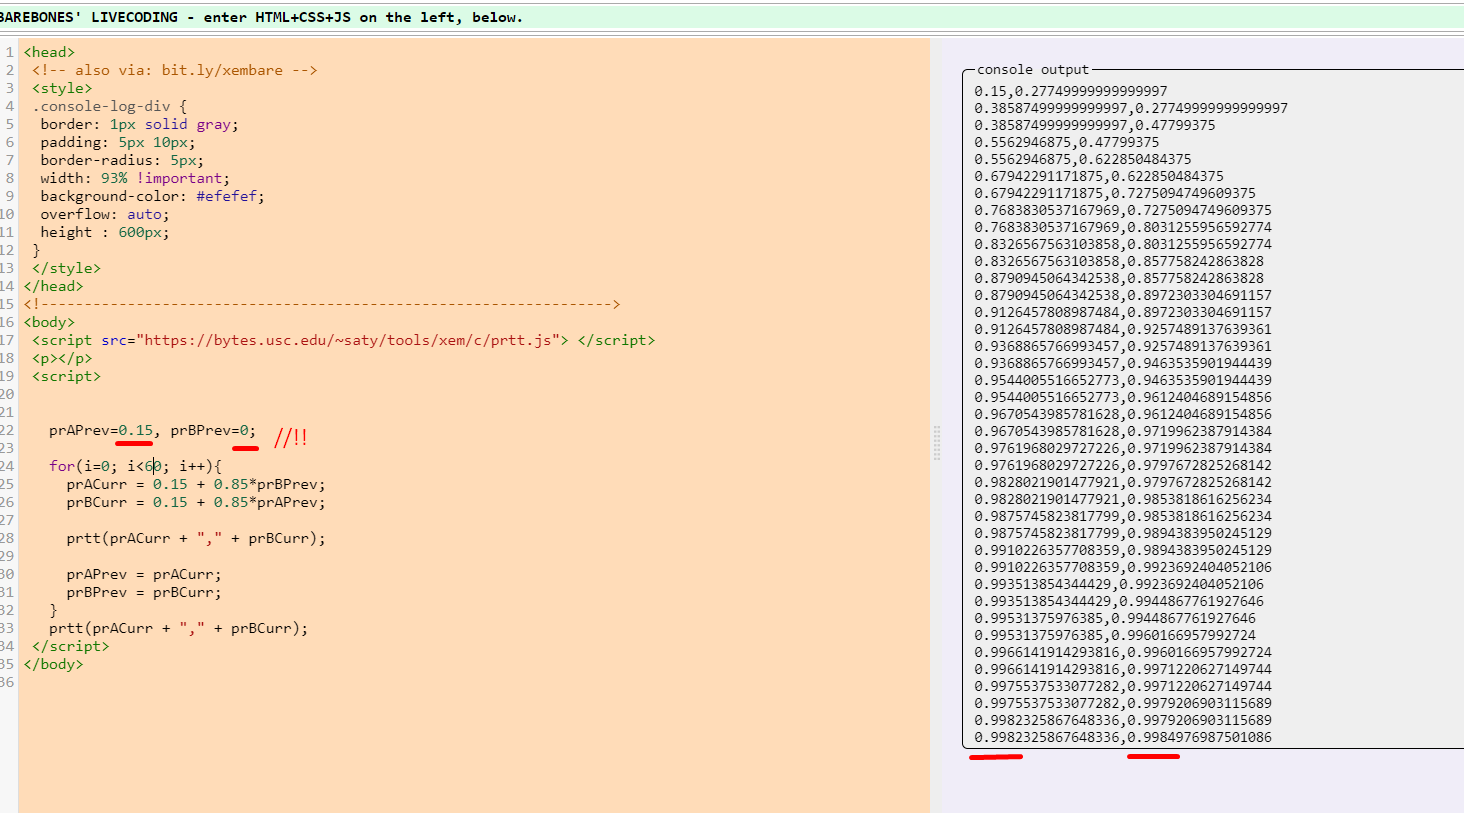 BAREBONES' LIVECODING - enter HTML+CSS+JS on the left, below.
1 <head>
2 <!-- also via: bit.ly/xembare -->
3 <style>
4 .console-log-div {
5 border: 1px solid gray;
6 padding: 5px 10px;
7 border-radius: 5px;
8 width: 93% !important;
9 background-color: #efefef;
10 overflow: auto;
11 height : 600px;
12 }
13 </style>
14 </head>
15 <!------------------------------------------------------------------>
16 <body>
17 <script src="https://bytes.usc.edu/~saty/tools/xem/c/prtt.js"> </script>
18 <p></p>
19 <script>
20
21
22 prAPrev=0.15, prBPrev=0; //!!
23
24 for(i=0; i<60; i++){
25 prACurr = 0.15 + 0.85*prBPrev;
26 prBCurr = 0.15 + 0.85*prAPrev;
27
28 prtt(prACurr + "," + prBCurr);
29
30 prAPrev = prACurr;
31 prBPrev = prBCurr;
32 }
33 prtt(prACurr + "," + prBCurr);
34 </script>
35 </body>
36
console output
0.15,0.27749999999999997
0.38587499999999997,0.27749999999999997
0.38587499999999997,0.47799375
0.5562946875,0.47799375
0.5562946875,0.622850484375
0.67942291171875,0.622850484375
0.67942291171875,0.7275094749609375
0.7683830537167969,0.7275094749609375
0.7683830537167969,0.8031255956592774
0.8326567563103858,0.8031255956592774
0.8326567563103858,0.857758242863828
0.8790945064342538,0.857758242863828
0.8790945064342538,0.8972303304691157
0.9126457808987484,0.8972303304691157
0.9126457808987484,0.9257489137639361
0.9368865766993457,0.9257489137639361
0.9368865766993457,0.9463535901944439
0.9544005516652773,0.9463535901944439
0.9544005516652773,0.9612404689154856
0.9670543985781628,0.9612404689154856
0.9670543985781628,0.9719962387914384
0.9761968029727226,0.9719962387914384
0.9761968029727226,0.9797672825268142
0.9828021901477921,0.9797672825268142
0.9828021901477921,0.9853818616256234
0.9875745823817799,0.9853818616256234
0.9875745823817799,0.9894383950245129
0.9910226357708359,0.9894383950245129
0.9910226357708359,0.9923692404052106
0.993513854344429,0.9923692404052106
0.993513854344429,0.9944867761927646
0.99531375976385,0.9944867761927646
0.99531375976385,0.9960166957992724
0.9966141914293816,0.9960166957992724
0.9966141914293816,0.9971220627149744
0.9975537533077282,0.9971220627149744
0.9975537533077282,0.9979206903115689
0.9982325867648336,0.9979206903115689
0.9982325867648336,0.9984976987501086